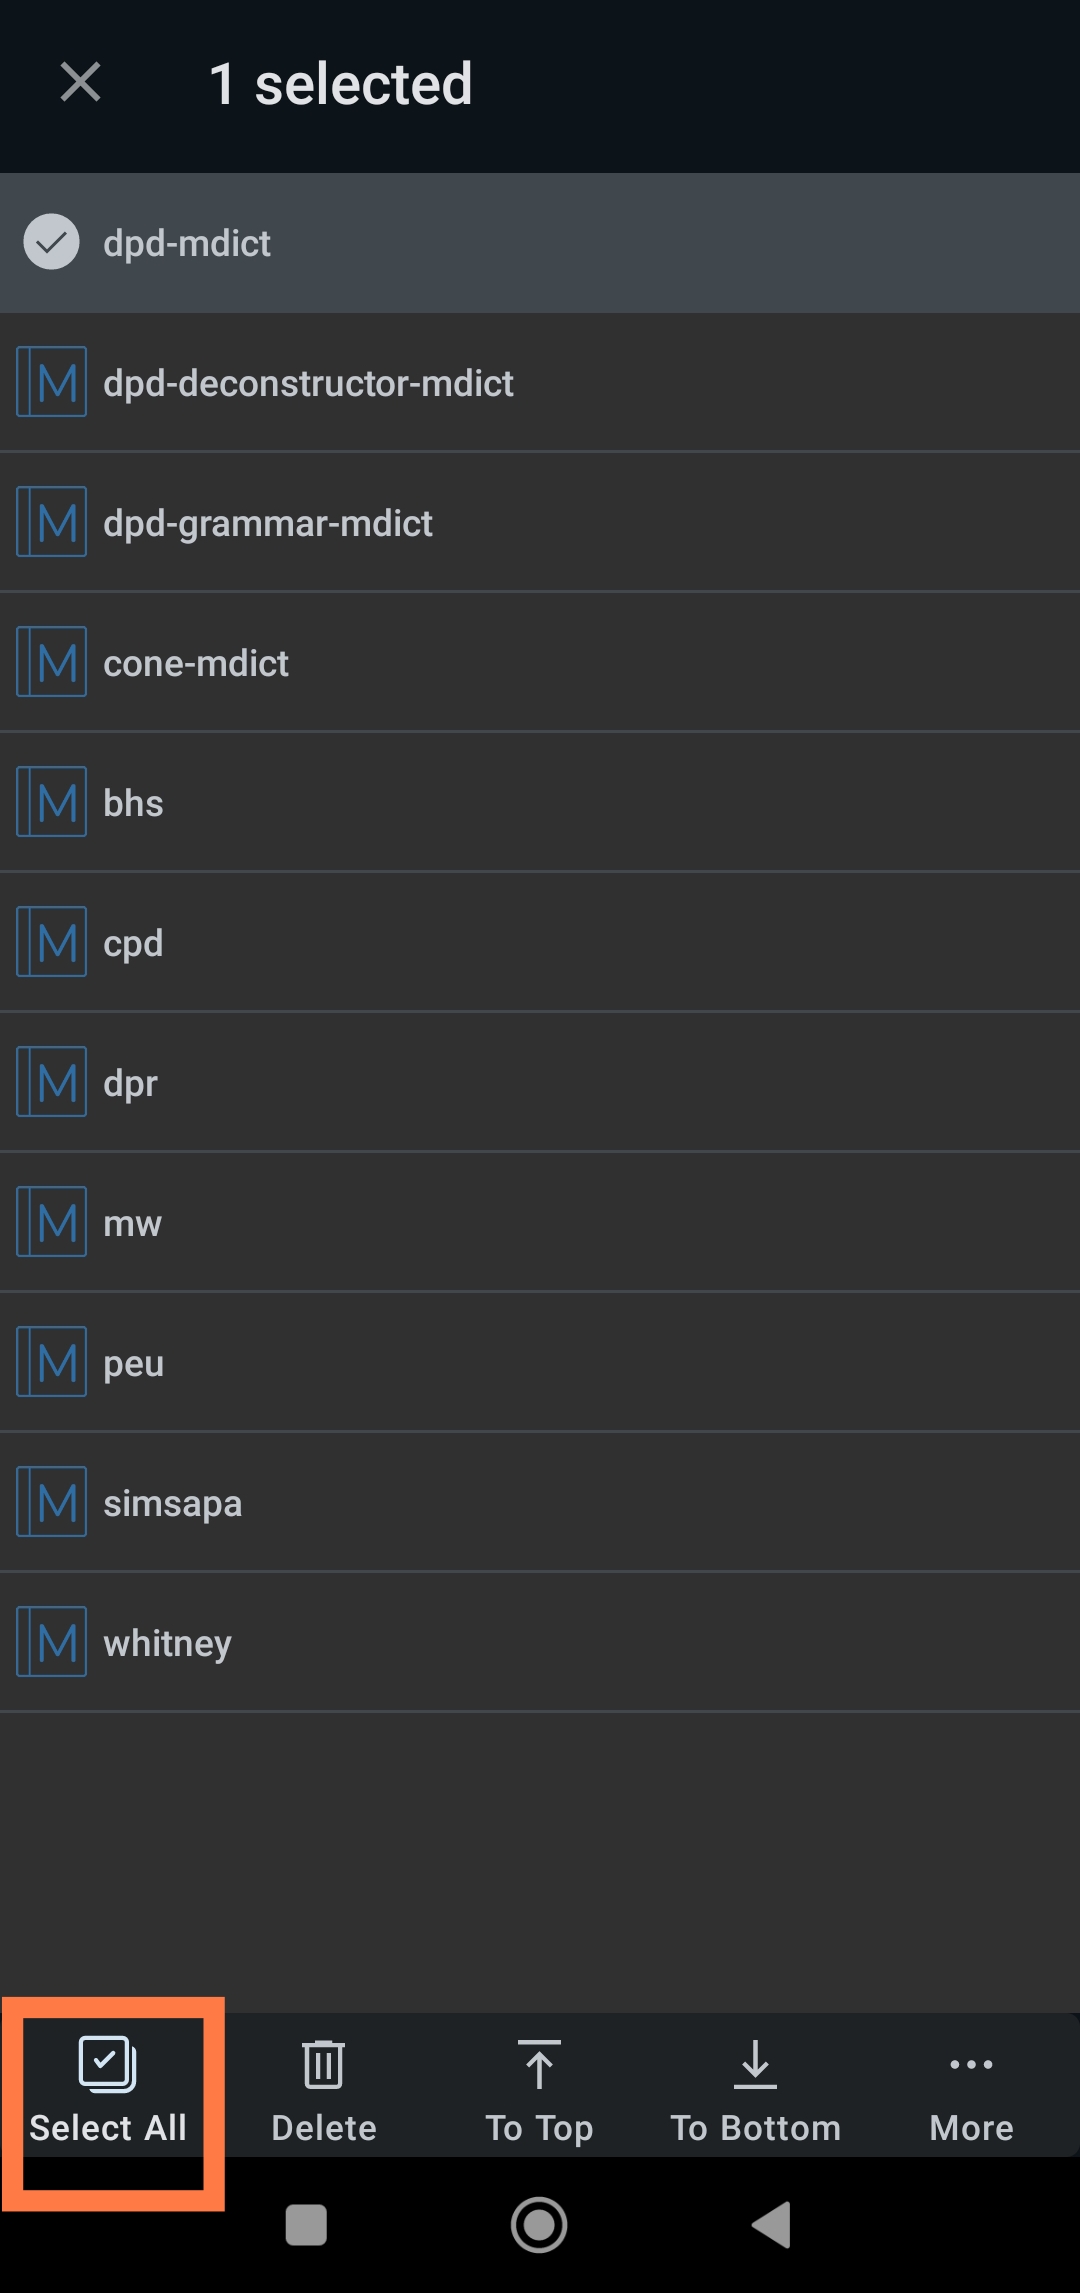 1 selected
dpd-mdict
M dpd-deconstructor-mdict
M dpd-grammar-mdict
M cone-mdict
M bhs
M cpd
M dpr
M mw
M peu
M simsapa
M whitney
Select All Delete To Top To Bottom More